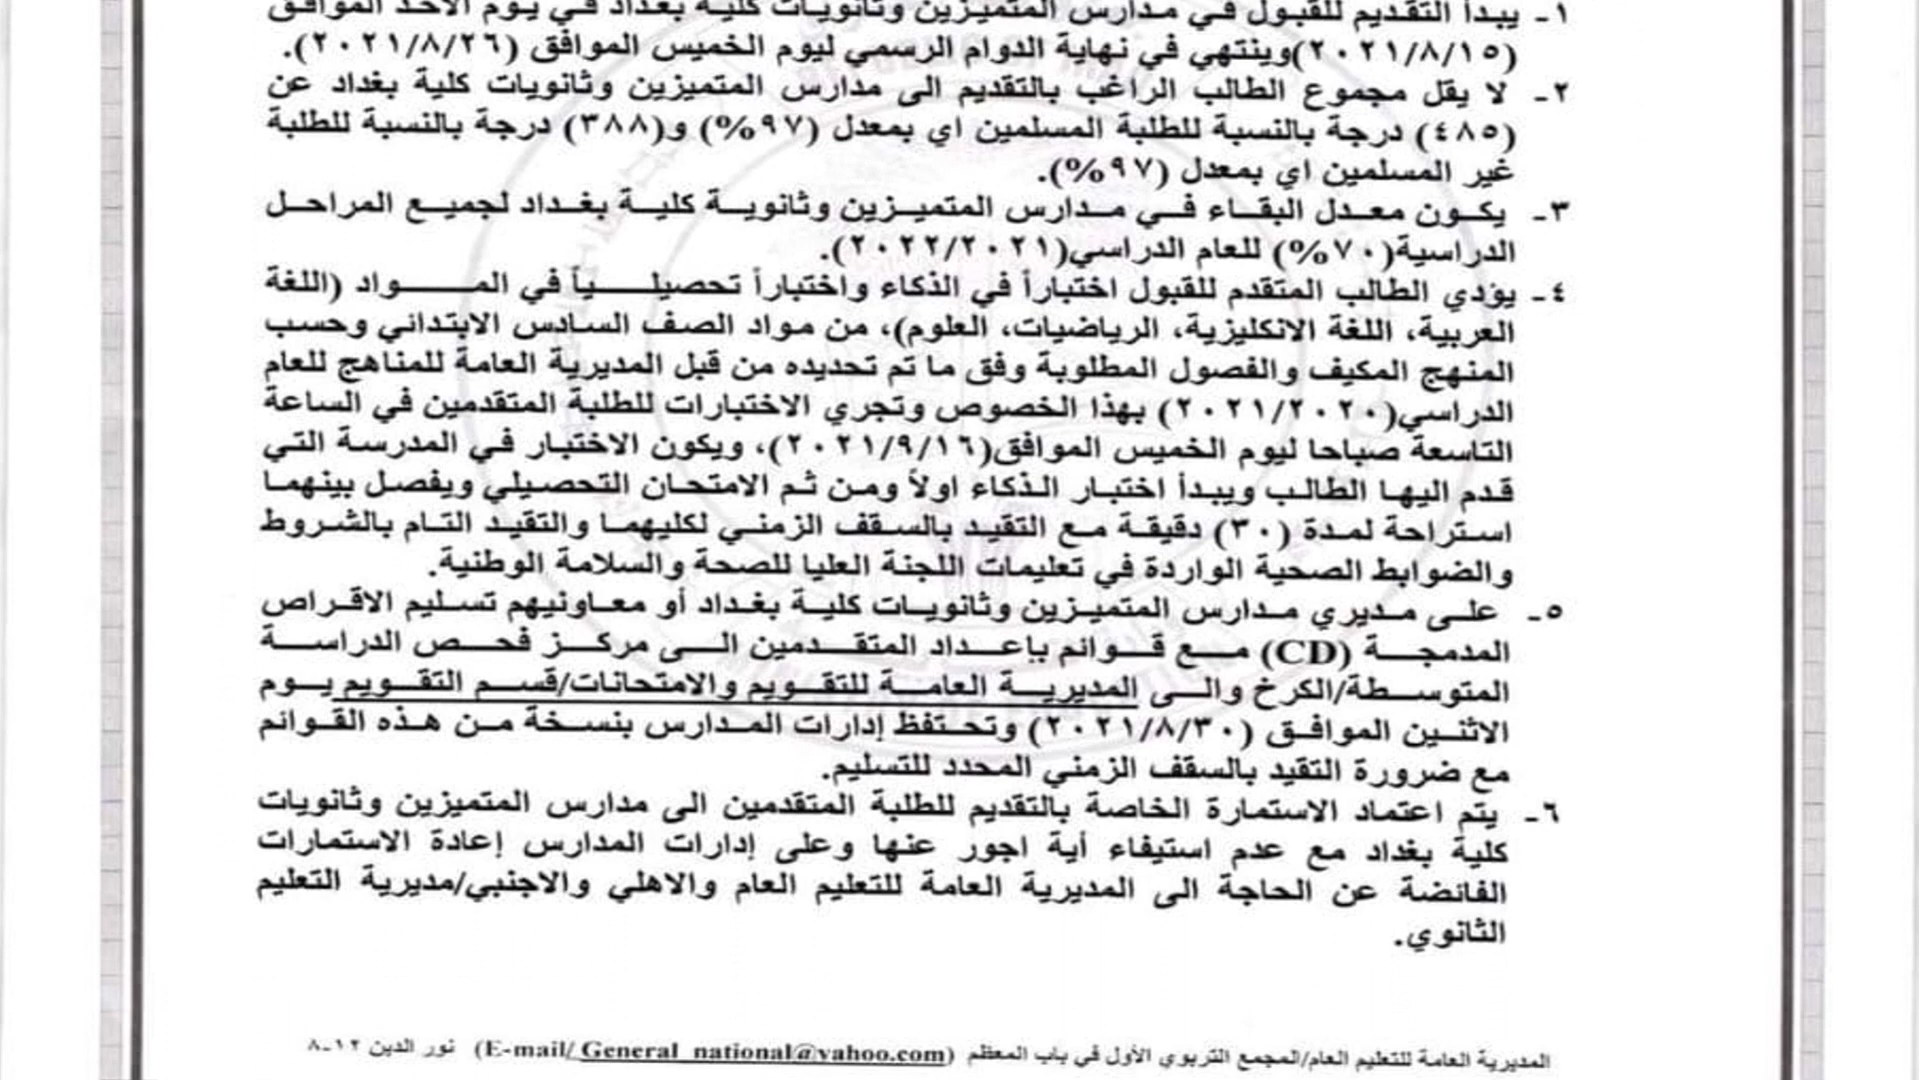 ١- يبدأ التقديم للقبول في مدارس المتميزين وثانويات كلية بغداد في يوم الاحد الموافق
(٢٠٢١/٨/١٥)وينتهي في نهاية الدوام الرسمي ليوم الخميس الموافق (٢٠٢١/٨/٢٦).
٢- لا يقل مجموع الطالب الراغب بالتقديم الى مدارس المتميزين وثانويات كلية بغداد عن
(٤٨٥) درجة بالنسبة للطلبة المسلمين اي بمعدل (٩٧%) و(٣٨٨) درجة بالنسبة للطلبة
غير المسلمين اي بمعدل (٩٧%).
٣- يكون معدل البقاء في مدارس المتميزين وثانوية كلية بغداد لجميع المراحل
الدراسية(٧٠%) للعام الدراسي(٢٠٢٢/٢٠٢١).
٤- يؤدي الطالب المتقدم للقبول اختباراً في الذكاء واختباراً تحصيلياً في المواد (اللغة
العربية، اللغة الانكليزية، الرياضيات، العلوم)، من مواد الصف السادس الابتدائي وحسب
المنهج المكيف والفصول المطلوبة وفق ما تم تحديده من قبل المديرية العامة للمناهج للعام
الدراسي(٢٠٢١/٢٠٢٠) بهذا الخصوص وتجري الاختبارات للطلبة المتقدمين في الساعة
التاسعة صباحا ليوم الخميس الموافق(٢٠٢١/٩/١٦)، ويكون الاختبار في المدرسة التي
قدم اليها الطالب ويبدأ اختبار الذكاء اولاً ومن ثم الامتحان التحصيلي ويفصل بينهما
استراحة لمدة (٣٠) دقيقة مع التقيد بالسقف الزمني لكليهما والتقيد التام بالشروط
والضوابط الصحية الواردة في تعليمات اللجنة العليا للصحة والسلامة الوطنية.
٥- على مديري مدارس المتميزين وثانويات كلية بغداد أو معاونيهم تسليم الاقراص
المدمجة (CD) مع قوائم بإعداد المتقدمين الى مركز فحص الدراسة
المتوسطة/الكرخ والى المديرية العامة للتقويم والامتحانات/قسم التقويم يوم
الاثنين الموافق (٢٠٢١/٨/٣٠) وتحتفظ إدارات المدارس بنسخة من هذه القوائم
مع ضرورة التقيد بالسقف الزمني المحدد للتسليم.
٦- يتم اعتماد الاستمارة الخاصة بالتقديم للطلبة المتقدمين الى مدارس المتميزين وثانويات
كلية بغداد مع عدم استيفاء أية اجور عنها وعلى إدارات المدارس إعادة الاستمارات
الفائضة عن الحاجة الى المديرية العامة للتعليم العام والاهلي والاجنبي/مديرية التعليم
الثانوي.
المديرية العامة للتعليم العام/المجمع التربوي الأول في باب المعظم (E-mail/ General_national@yahoo.com) نور الدين ١٢-٨